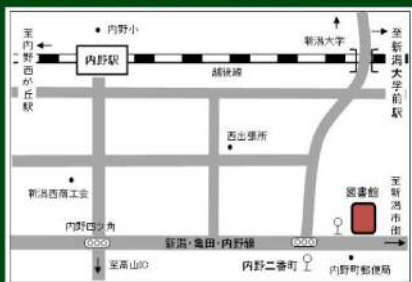 内野小
新潟大学
至内野西が丘駅
内野駅
越後線
至新潟大学前駅
西出張所
新潟西商工会
図書館
至新潟市街
内野四ツ角
新潟・亀田・内野線
至高山IC
内野二番町
内野町郵便局